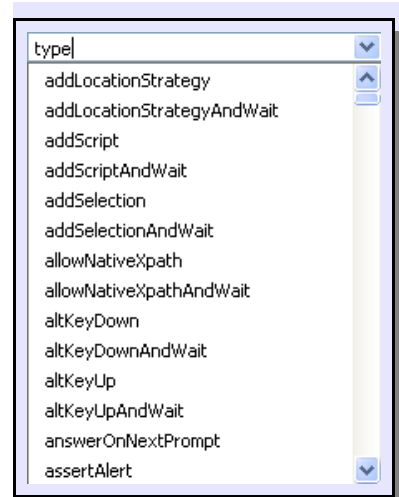 type
addLocationStrategy
addLocationStrategyAndWait
addScript
addScriptAndWait
addSelection
addSelectionAndWait
allowNativeXpath
allowNativeXpathAndWait
altKeyDown
altKeyDownAndWait
altKeyUp
altKeyUpAndWait
answerOnNextPrompt
assertAlert